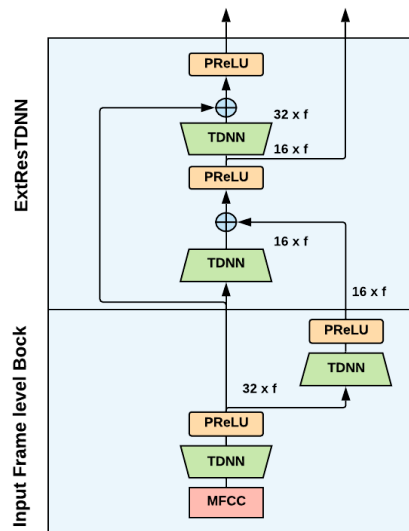 PReLU
32 x f
TDNN
16 x f
PReLU
16 x f
TDNN
ExtResTDNN
16 x f
PReLU
TDNN
32 x f
PReLU
TDNN
MFCC
Input Frame level Bock